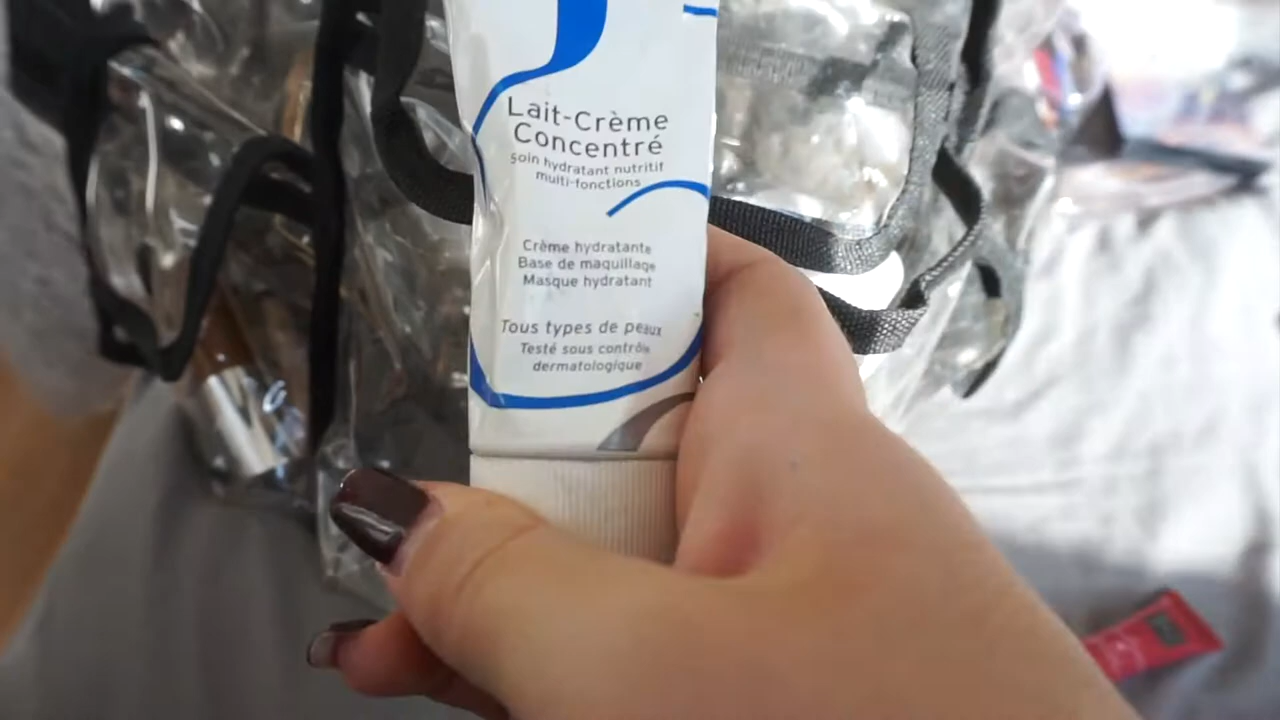 Lait-Crème
Concentré
Soin hydratant nutritif
multi-fonctions
Crème hydratante
Base de maquillage
Masque hydratant
Tous types de peaux
Testé sous contrôle
dermatologique